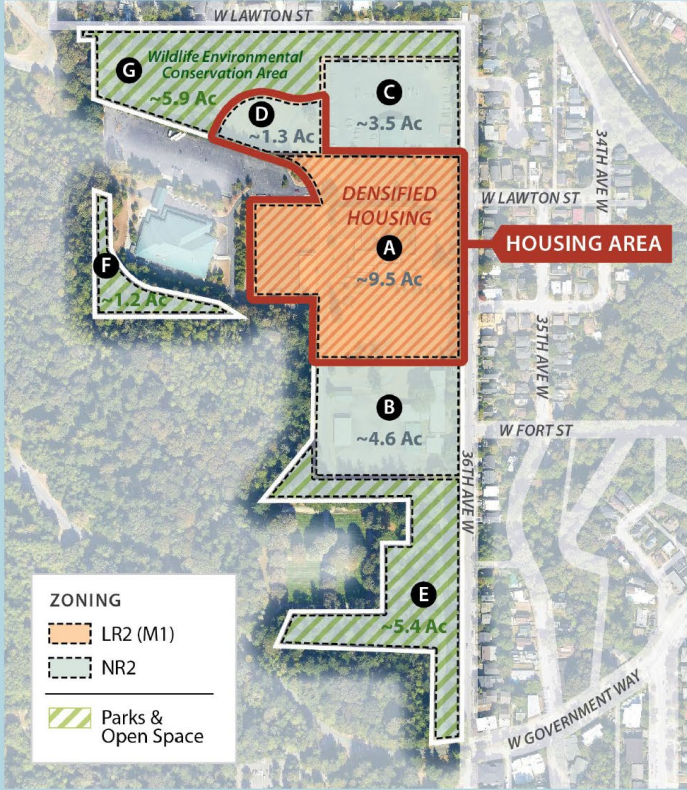 W LAWTON ST
G
Wildlife Environmental
Conservation Area
~5.9 Ac
C
~3.5 Ac
D
~1.3 Ac
34TH AVE W
DENSIFIED
HOUSING
W LAWTON ST
A
~9.5 Ac
HOUSING AREA
F
~1.2 Ac
35TH AVE W
B
~4.6 Ac
W FORT ST
36TH AVE W
E
~5.4 Ac
ZONING
LR2 (M1)
NR2
Parks &
Open Space
W GOVERNMENT WAY